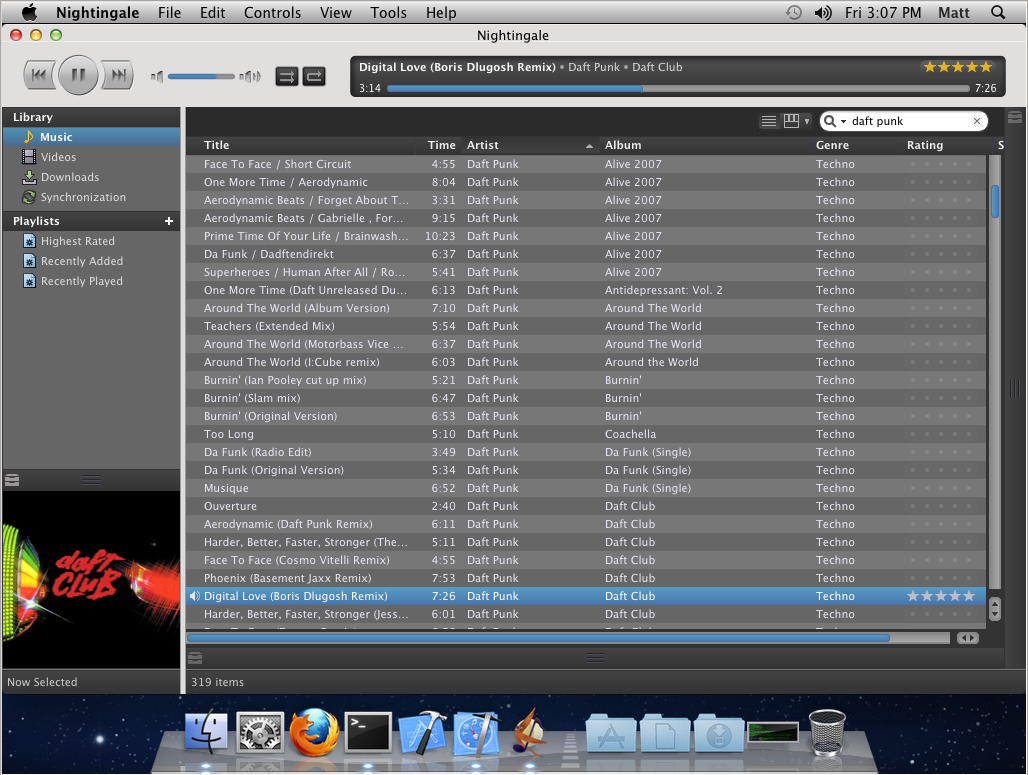 Nightingale File Edit Controls View Tools Help Fri 3:07 PM Matt
Nightingale
Digital Love (Boris Dlugosh Remix) • Daft Punk • Daft Club
3:14 7:26
Library
Music
Videos
Downloads
Synchronization
Playlists +
Highest Rated
Recently Added
Recently Played
daft club
Now Selected
daft punk
Title Time Artist Album Genre Rating S
Face To Face / Short Circuit 4:55 Daft Punk Alive 2007 Techno
One More Time / Aerodynamic 8:04 Daft Punk Alive 2007 Techno
Aerodynamic Beats / Forget About T... 3:31 Daft Punk Alive 2007 Techno
Aerodynamic Beats / Gabrielle , For... 9:15 Daft Punk Alive 2007 Techno
Prime Time Of Your Life / Brainwash... 10:23 Daft Punk Alive 2007 Techno
Da Funk / Dadftendirekt 6:37 Daft Punk Alive 2007 Techno
Superheroes / Human After All / Ro... 5:41 Daft Punk Alive 2007 Techno
One More Time (Daft Unreleased Du... 6:13 Daft Punk Antidepressant: Vol. 2 Techno
Around The World (Album Version) 7:10 Daft Punk Around The World Techno
Teachers (Extended Mix) 5:54 Daft Punk Around The World Techno
Around The World (Motorbass Vice ... 6:37 Daft Punk Around The World Techno
Around The World (I:Cube remix) 6:03 Daft Punk Around the World Techno
Burnin' (Ian Pooley cut up mix) 5:21 Daft Punk Burnin' Techno
Burnin' (Slam mix) 6:47 Daft Punk Burnin' Techno
Burnin' (Original Version) 6:53 Daft Punk Burnin' Techno
Too Long 5:10 Daft Punk Coachella Techno
Da Funk (Radio Edit) 3:49 Daft Punk Da Funk (Single) Techno
Da Funk (Original Version) 5:34 Daft Punk Da Funk (Single) Techno
Musique 6:52 Daft Punk Da Funk (Single) Techno
Ouverture 2:40 Daft Punk Daft Club Techno
Aerodynamic (Daft Punk Remix) 6:11 Daft Punk Daft Club Techno
Harder, Better, Faster, Stronger (The... 5:11 Daft Punk Daft Club Techno
Face To Face (Cosmo Vitelli Remix) 4:55 Daft Punk Daft Club Techno
Phoenix (Basement Jaxx Remix) 7:53 Daft Punk Daft Club Techno
Digital Love (Boris Dlugosh Remix) 7:26 Daft Punk Daft Club Techno
Harder, Better, Faster, Stronger (Jess... 6:01 Daft Punk Daft Club Techno
319 items